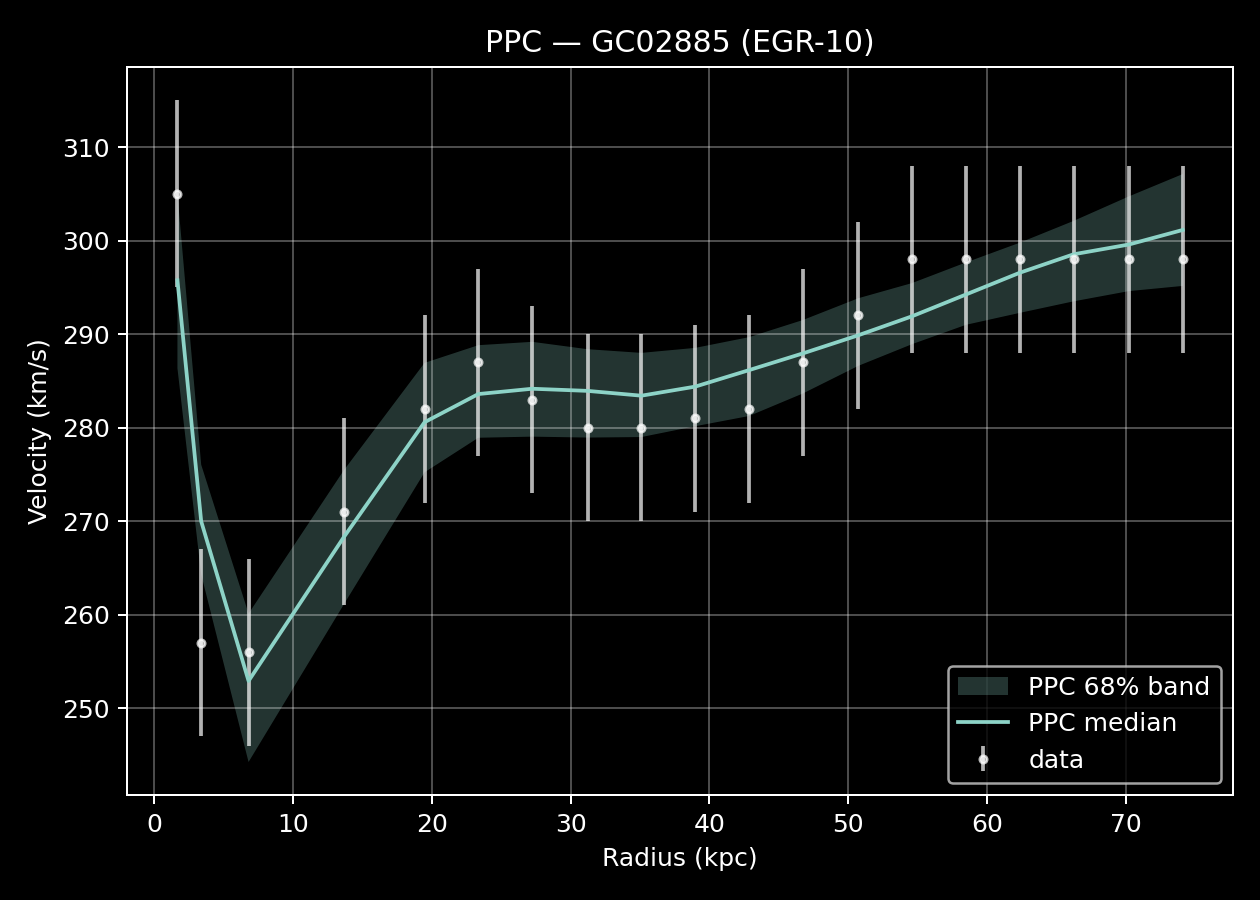 PPC — GC02885 (EGR-10)
Velocity (km/s)
310
300
290
280
270
260
250
PPC 68% band
PPC median
data
0 10 20 30 40 50 60 70
Radius (kpc)